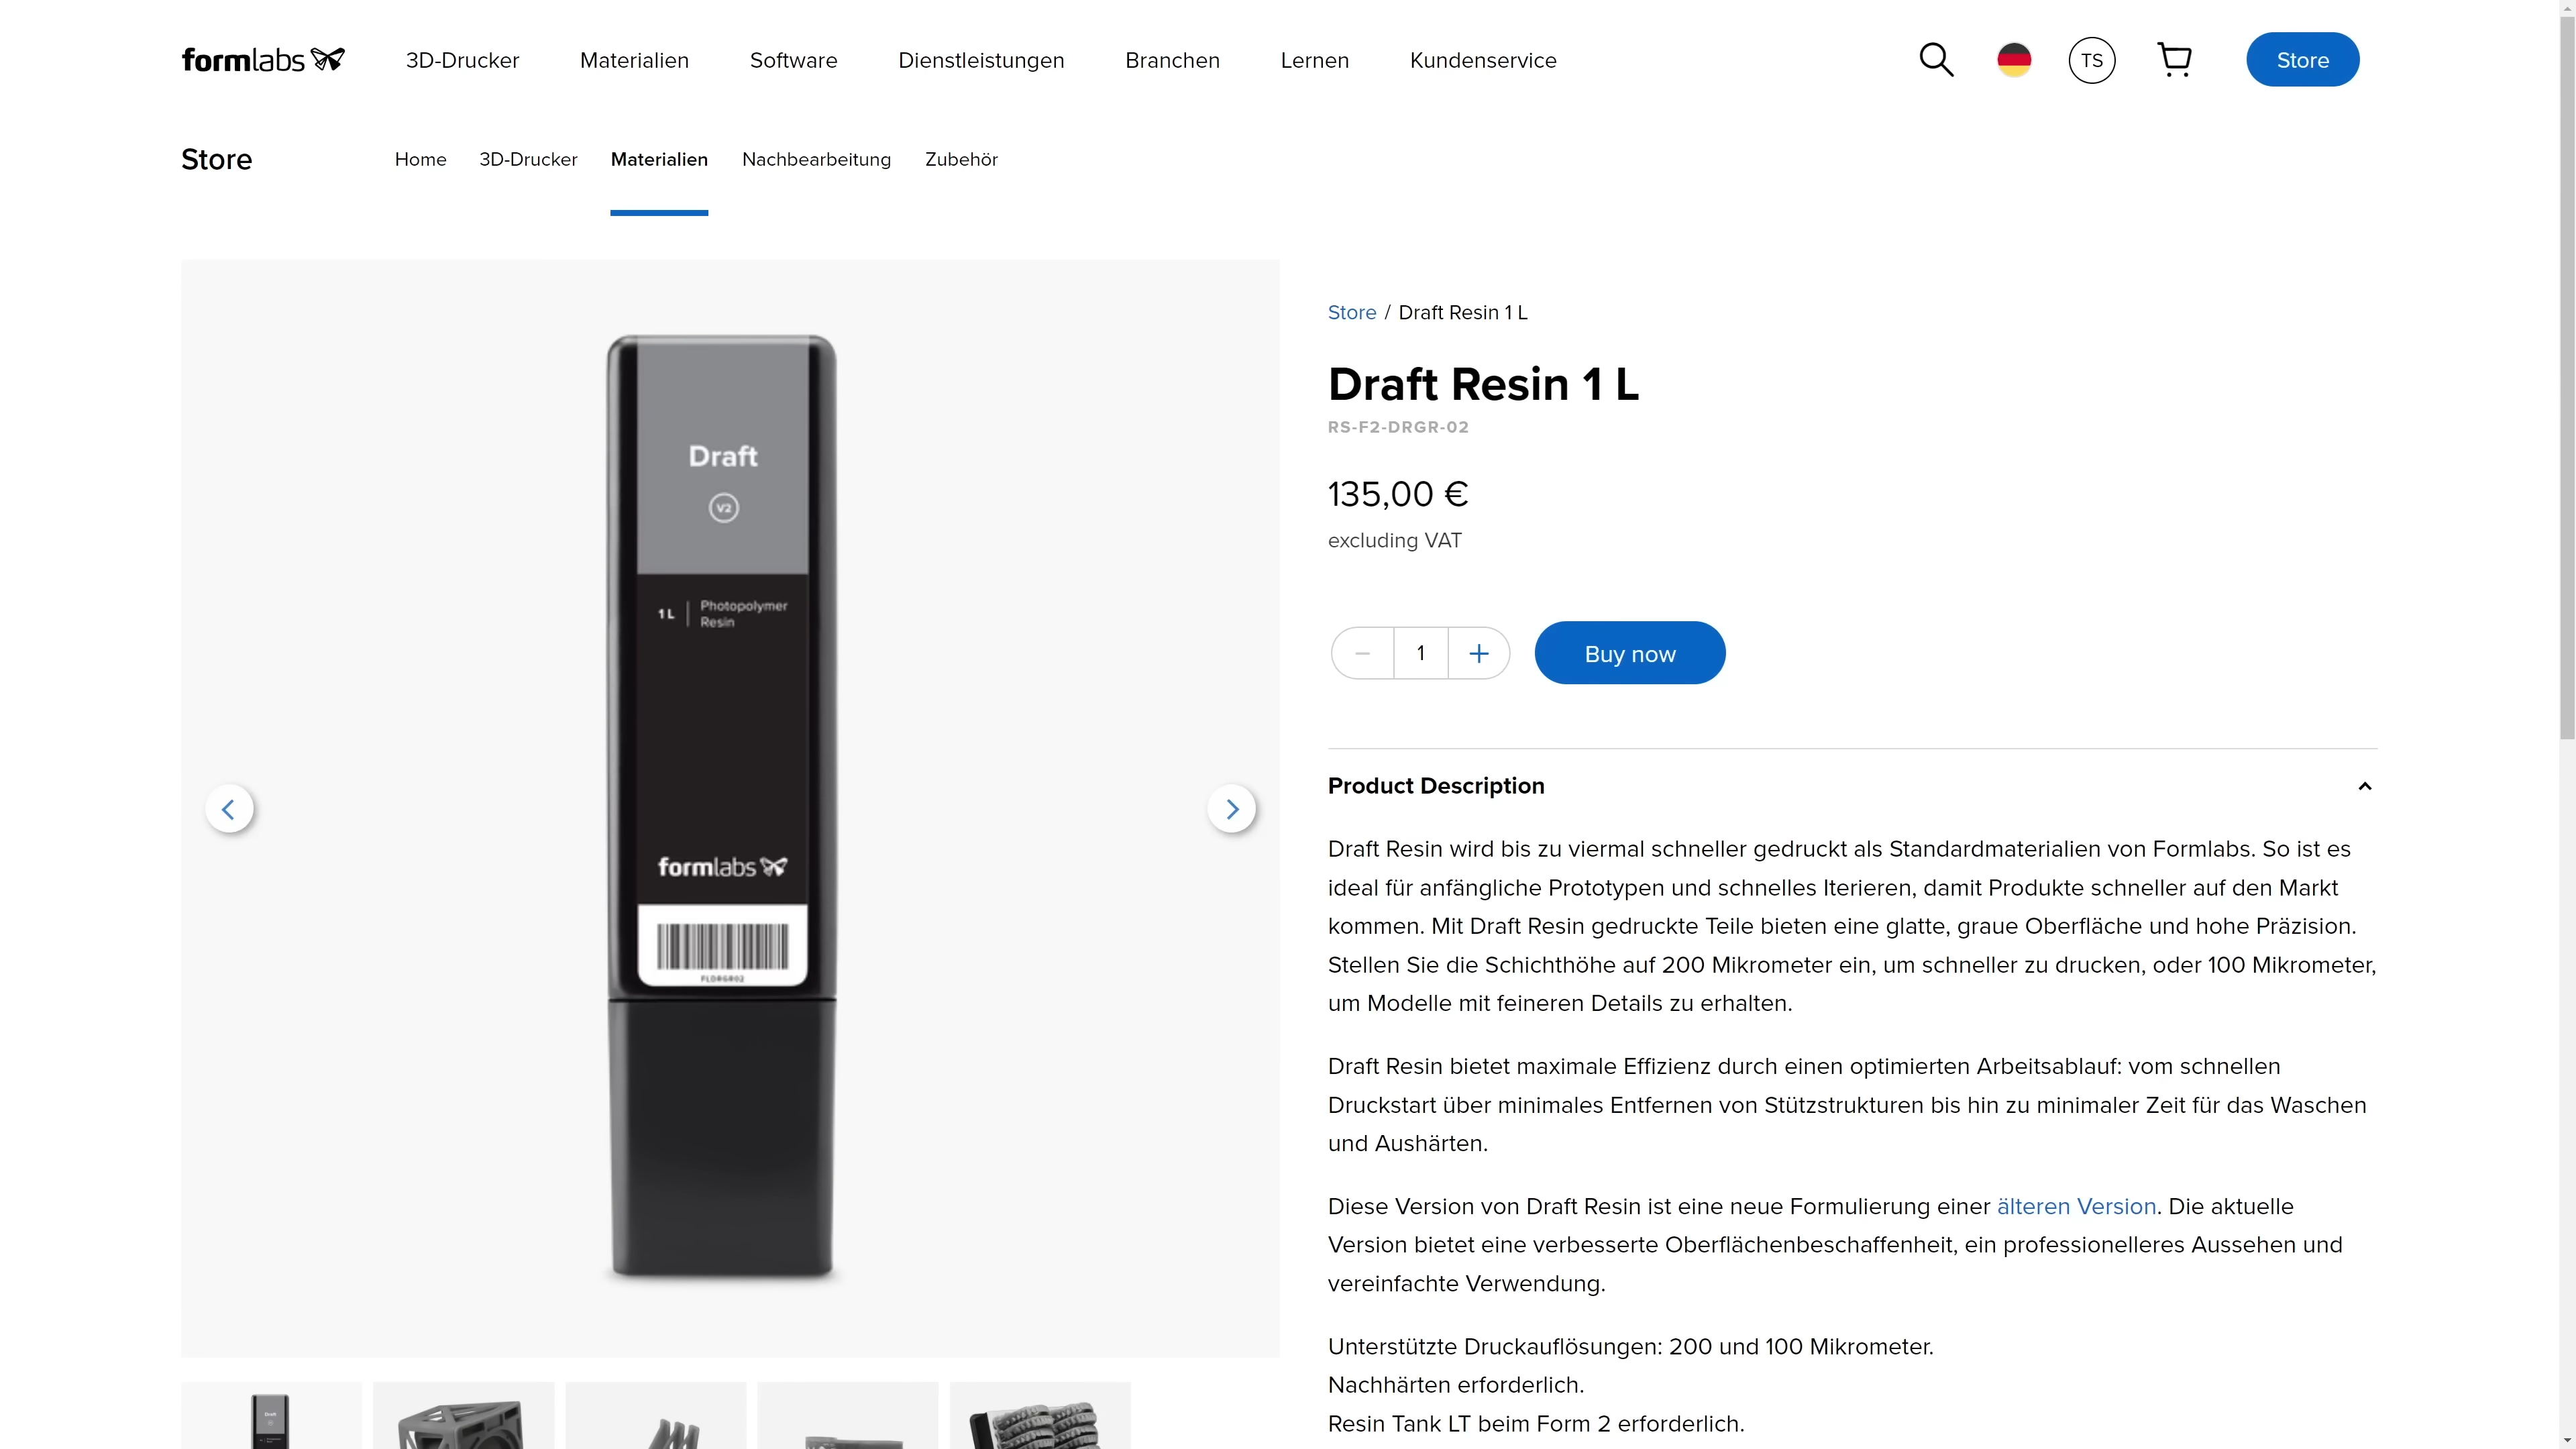 formlabs
3D-Drucker
Materialien
Software
Dienstleistungen
Branchen
Lernen
Kundenservice
TS
Store
Store
Home
3D-Drucker
Materialien
Nachbearbeitung
Zubehör
Draft
V2
1 L
Photopolymer
Resin
formlabs
FLDRGR02
Store / Draft Resin 1 L
Draft Resin 1 L
RS-F2-DRGR-02
135,00 €
excluding VAT
− 1 +
Buy now
Product Description
Draft Resin wird bis zu viermal schneller gedruckt als Standardmaterialien von Formlabs. So ist es
ideal für anfängliche Prototypen und schnelles Iterieren, damit Produkte schneller auf den Markt
kommen. Mit Draft Resin gedruckte Teile bieten eine glatte, graue Oberfläche und hohe Präzision.
Stellen Sie die Schichthöhe auf 200 Mikrometer ein, um schneller zu drucken, oder 100 Mikrometer,
um Modelle mit feineren Details zu erhalten.
Draft Resin bietet maximale Effizienz durch einen optimierten Arbeitsablauf: vom schnellen
Druckstart über minimales Entfernen von Stützstrukturen bis hin zu minimaler Zeit für das Waschen
und Aushärten.
Diese Version von Draft Resin ist eine neue Formulierung einer älteren Version. Die aktuelle
Version bietet eine verbesserte Oberflächenbeschaffenheit, ein professionelleres Aussehen und
vereinfachte Verwendung.
Unterstützte Druckauflösungen: 200 und 100 Mikrometer.
Nachhärten erforderlich.
Resin Tank LT beim Form 2 erforderlich.
Draft